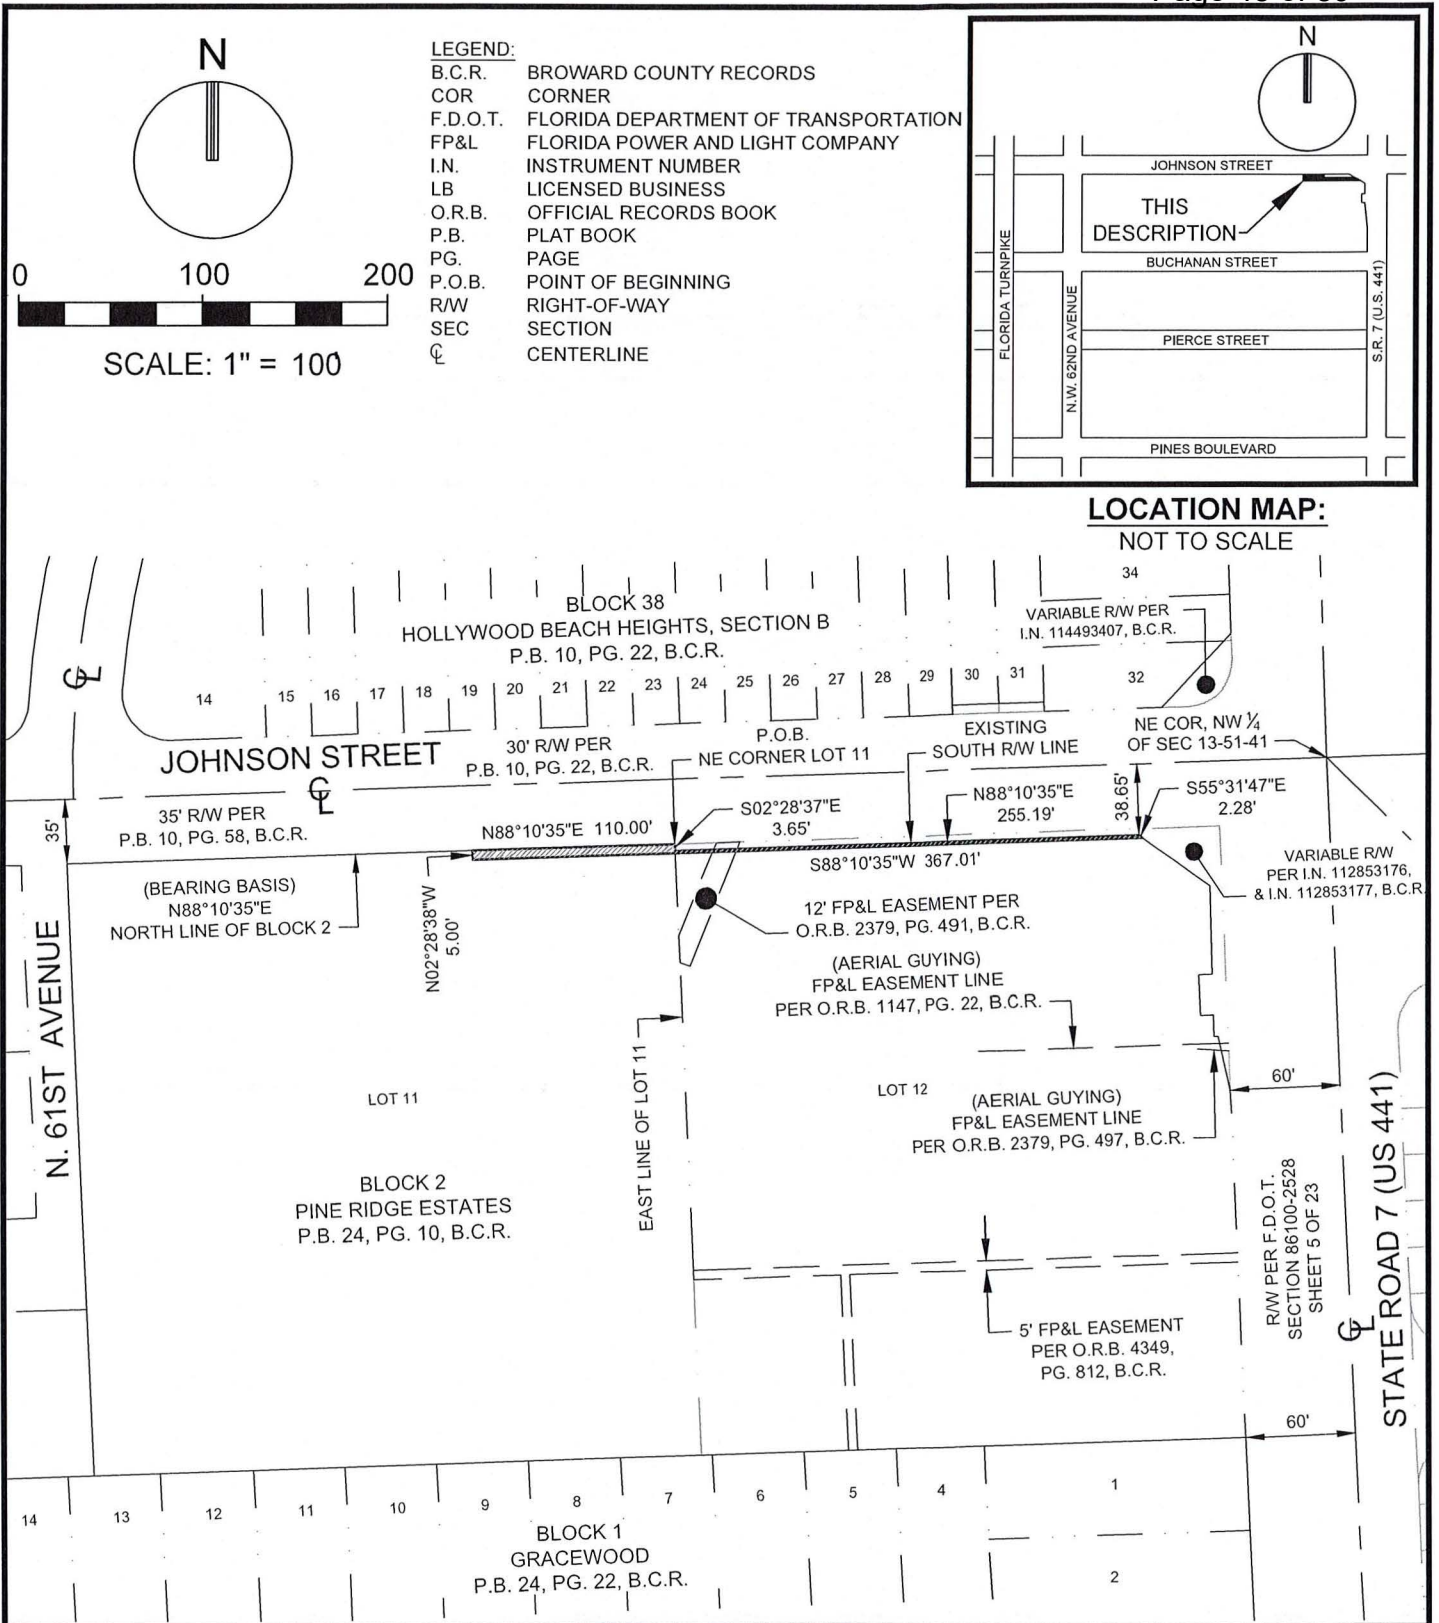 N
LEGEND:
B.C.R. BROWARD COUNTY RECORDS
COR CORNER
F.D.O.T. FLORIDA DEPARTMENT OF TRANSPORTATION
FP&L FLORIDA POWER AND LIGHT COMPANY
I.N. INSTRUMENT NUMBER
LB LICENSED BUSINESS
O.R.B. OFFICIAL RECORDS BOOK
P.B. PLAT BOOK
PG. PAGE
P.O.B. POINT OF BEGINNING
R/W RIGHT-OF-WAY
SEC SECTION
℄ CENTERLINE
0 100 200
SCALE: 1" = 100'
N
JOHNSON STREET
THIS
DESCRIPTION
BUCHANAN STREET
PIERCE STREET
PINES BOULEVARD
FLORIDA TURNPIKE
N.W. 62ND AVENUE
S.R. 7 (U.S. 441)
LOCATION MAP:
NOT TO SCALE
BLOCK 38
HOLLYWOOD BEACH HEIGHTS, SECTION B
P.B. 10, PG. 22, B.C.R.
34
VARIABLE R/W PER
I.N. 114493407, B.C.R.
℄
14 15 16 17 18 19 20 21 22 23 24 25 26 27 28 29 30 31 32
JOHNSON STREET
℄
30' R/W PER
P.B. 10, PG. 22, B.C.R.
P.O.B.
NE CORNER LOT 11
EXISTING
SOUTH R/W LINE
NE COR, NW ¼
OF SEC 13-51-41
35'
35' R/W PER
P.B. 10, PG. 58, B.C.R.
N88°10'35"E 110.00'
S02°28'37"E
3.65'
N88°10'35"E
255.19'
38.65'
S55°31'47"E
2.28'
S88°10'35"W 367.01'
VARIABLE R/W
PER I.N. 112853176,
& I.N. 112853177, B.C.R.
(BEARING BASIS)
N88°10'35"E
NORTH LINE OF BLOCK 2
N02°28'38"W
5.00'
12' FP&L EASEMENT PER
O.R.B. 2379, PG. 491, B.C.R.
(AERIAL GUYING)
FP&L EASEMENT LINE
PER O.R.B. 1147, PG. 22, B.C.R.
N. 61ST AVENUE
EAST LINE OF LOT 11
LOT 11
LOT 12
(AERIAL GUYING)
FP&L EASEMENT LINE
PER O.R.B. 2379, PG. 497, B.C.R.
60'
BLOCK 2
PINE RIDGE ESTATES
P.B. 24, PG. 10, B.C.R.
R/W PER F.D.O.T.
SECTION 86100-2528
SHEET 5 OF 23
℄
STATE ROAD 7 (US 441)
5' FP&L EASEMENT
PER O.R.B. 4349,
PG. 812, B.C.R.
60'
14 13 12 11 10 9 8 7 6 5 4 1
2
BLOCK 1
GRACEWOOD
P.B. 24, PG. 22, B.C.R.